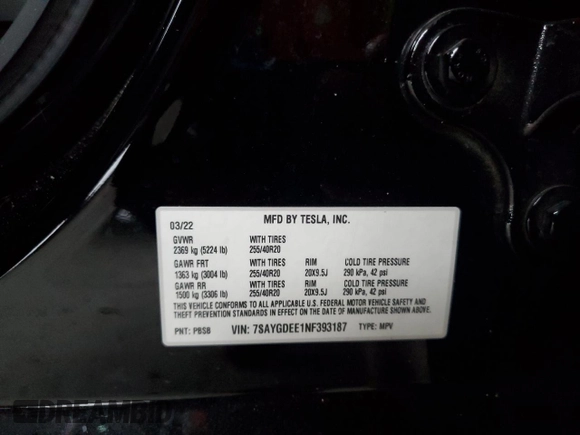 MFD BY TESLA, INC.
03/22
GVWR WITH TIRES
2369 kg (5224 lb) 255/40R20
GAWR FRT WITH TIRES RIM COLD TIRE PRESSURE
1363 kg (3004 lb) 255/40R20 20X9.5J 290 kPa, 42 psi
GAWR RR WITH TIRES RIM COLD TIRE PRESSURE
1500 kg (3306 lb) 255/40R20 20X9.5J 290 kPa, 42 psi
THIS VEHICLE CONFORMS TO ALL APPLICABLE U.S. FEDERAL MOTOR VEHICLE SAFETY AND
THEFT PREVENTION STANDARDS IN EFFECT ON THE DATE OF MANUFACTURE SHOWN ABOVE.
PNT: PBSB VIN: 7SAYGDEE1NF393187 TYPE: MPV
DREAMBID